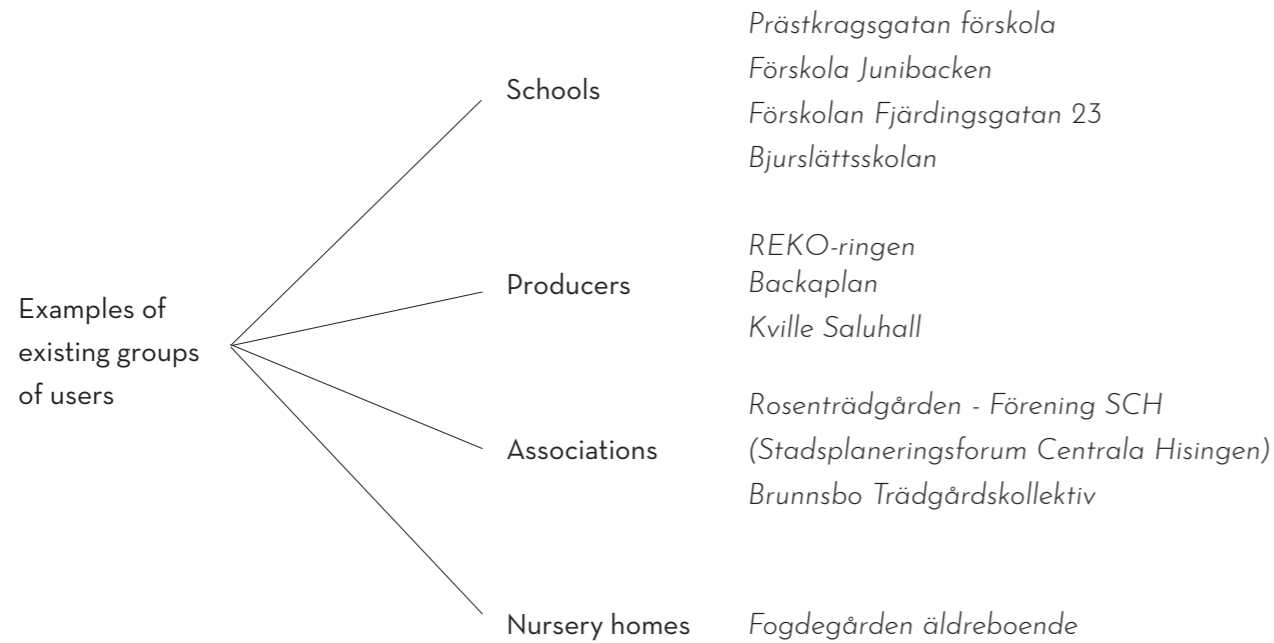 Examples of
existing groups
of users
Schools
Prästkragsgatan förskola
Förskola Junibacken
Förskolan Fjärdingsgatan 23
Bjurslättsskolan
Producers
REKO-ringen
Backaplan
Kville Saluhall
Associations
Rosenträdgården - Förening SCH
(Stadsplaneringsforum Centrala Hisingen)
Brunnsbo Trädgårdskollektiv
Nursery homes
Fogdegården äldreboende